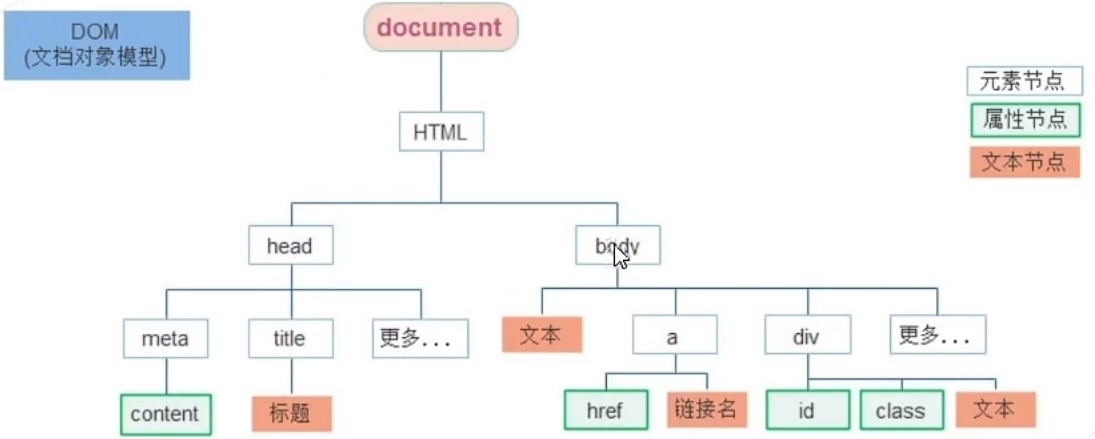 DOM
(文档对象模型)
document
元素节点
HTML
属性节点
文本节点
head
body
meta
title
更多...
文本
a
div
更多...
content
标题
href
链接名
id
class
文本